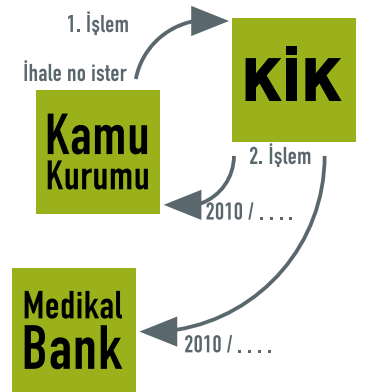 1. İşlem
İhale no ister
KİK
Kamu
Kurumu
2. İşlem
2010 / . . . .
Medikal
Bank
2010 / . . . .